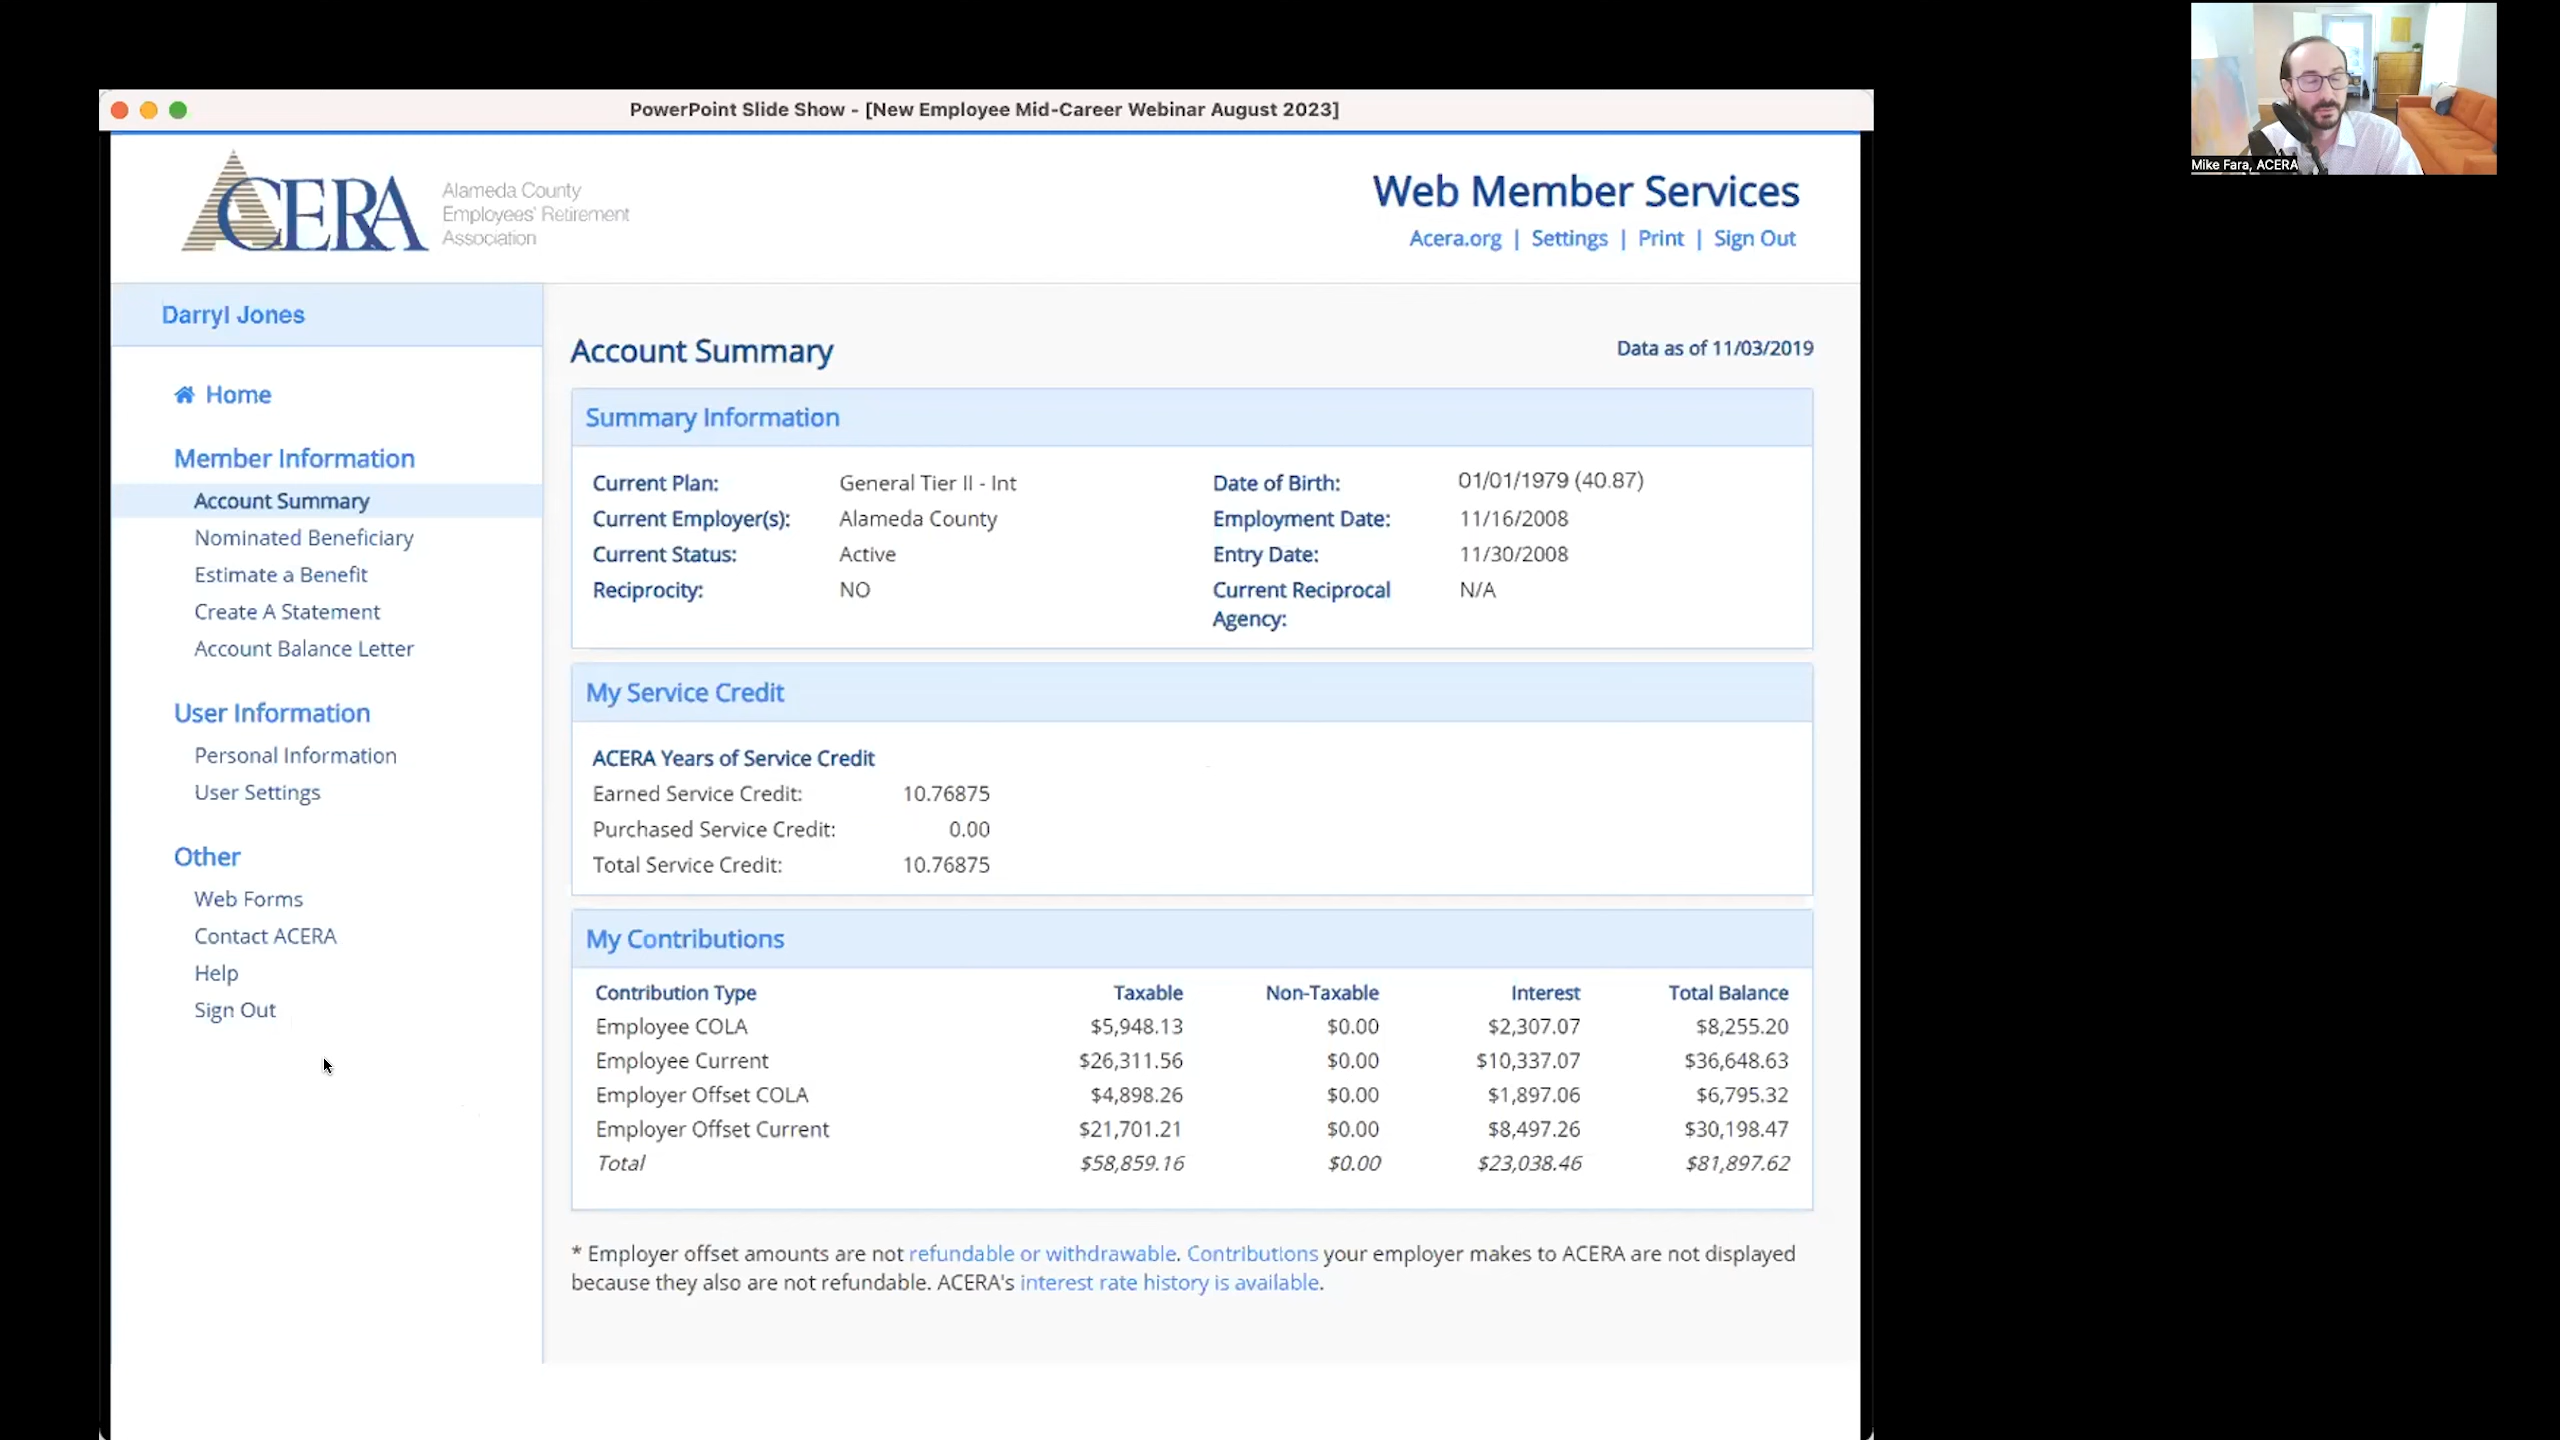 PowerPoint Slide Show - [New Employee Mid-Career Webinar August 2023]
Mike Fara, ACERA
ACERA
Alameda County
Employees' Retirement
Association
Web Member Services
Acera.org | Settings | Print | Sign Out
Darryl Jones
Home
Member Information
Account Summary
Nominated Beneficiary
Estimate a Benefit
Create A Statement
Account Balance Letter
User Information
Personal Information
User Settings
Other
Web Forms
Contact ACERA
Help
Sign Out
Account Summary
Data as of 11/03/2019
Summary Information
Current Plan: General Tier II - Int Date of Birth: 01/01/1979 (40.87)
Current Employer(s): Alameda County Employment Date: 11/16/2008
Current Status: Active Entry Date: 11/30/2008
Reciprocity: NO Current Reciprocal N/A
Agency:
My Service Credit
ACERA Years of Service Credit
Earned Service Credit: 10.76875
Purchased Service Credit: 0.00
Total Service Credit: 10.76875
My Contributions
Contribution Type Taxable Non-Taxable Interest Total Balance
Employee COLA $5,948.13 $0.00 $2,307.07 $8,255.20
Employee Current $26,311.56 $0.00 $10,337.07 $36,648.63
Employer Offset COLA $4,898.26 $0.00 $1,897.06 $6,795.32
Employer Offset Current $21,701.21 $0.00 $8,497.26 $30,198.47
Total $58,859.16 $0.00 $23,038.46 $81,897.62
* Employer offset amounts are not refundable or withdrawable. Contributions your employer makes to ACERA are not displayed
because they also are not refundable. ACERA's interest rate history is available.